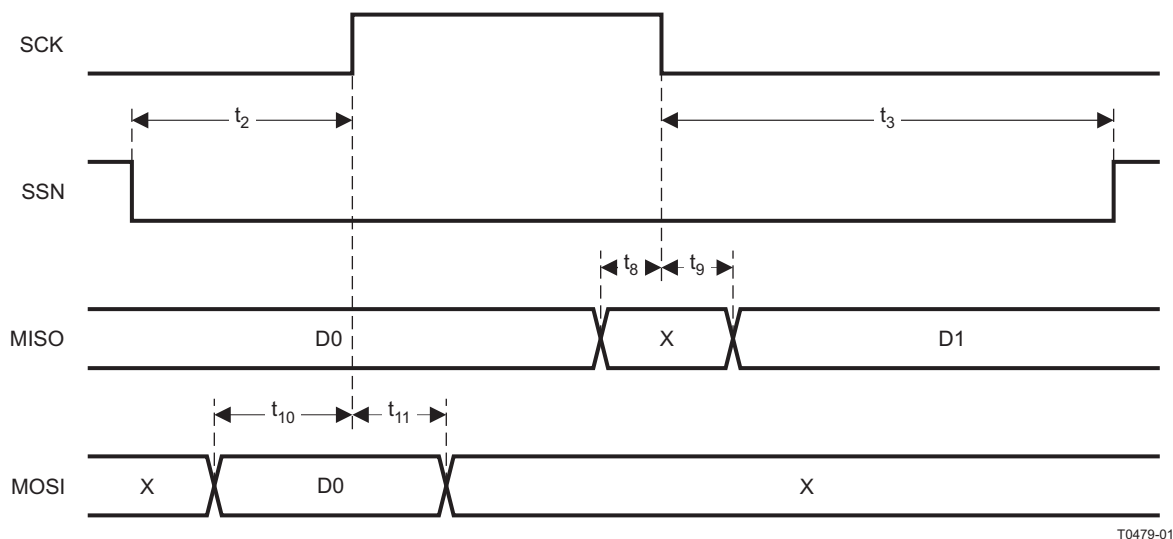 SCK
t2 t3
SSN
t8 t9
MISO D0 X D1
t10 t11
MOSI X D0 X
T0479-01